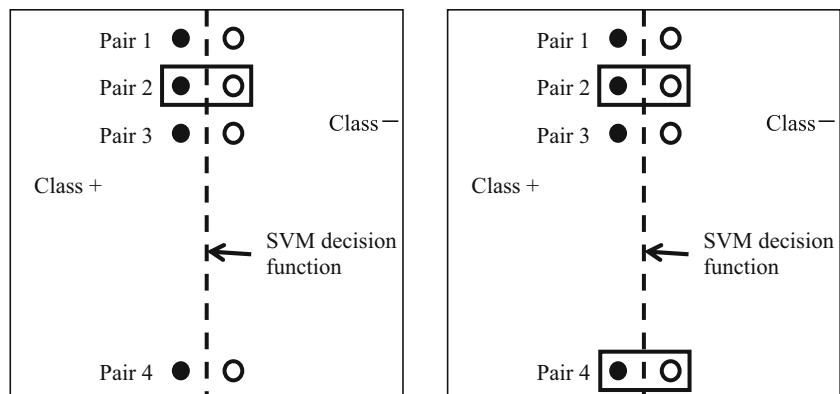 Pair 1
Pair 2
Pair 3
Class—
Class +
SVM decision
function
Pair 4
Pair 1
Pair 2
Pair 3
Class—
Class +
SVM decision
function
Pair 4